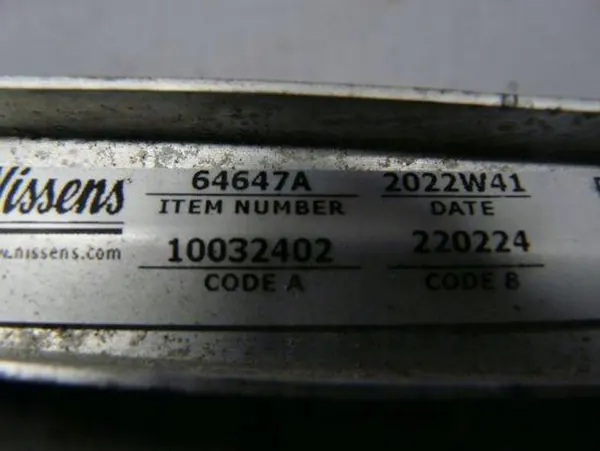 Nissens 64647A 2022W41
ITEM NUMBER DATE
www.nissens.com 10032402 220224
CODE A CODE B